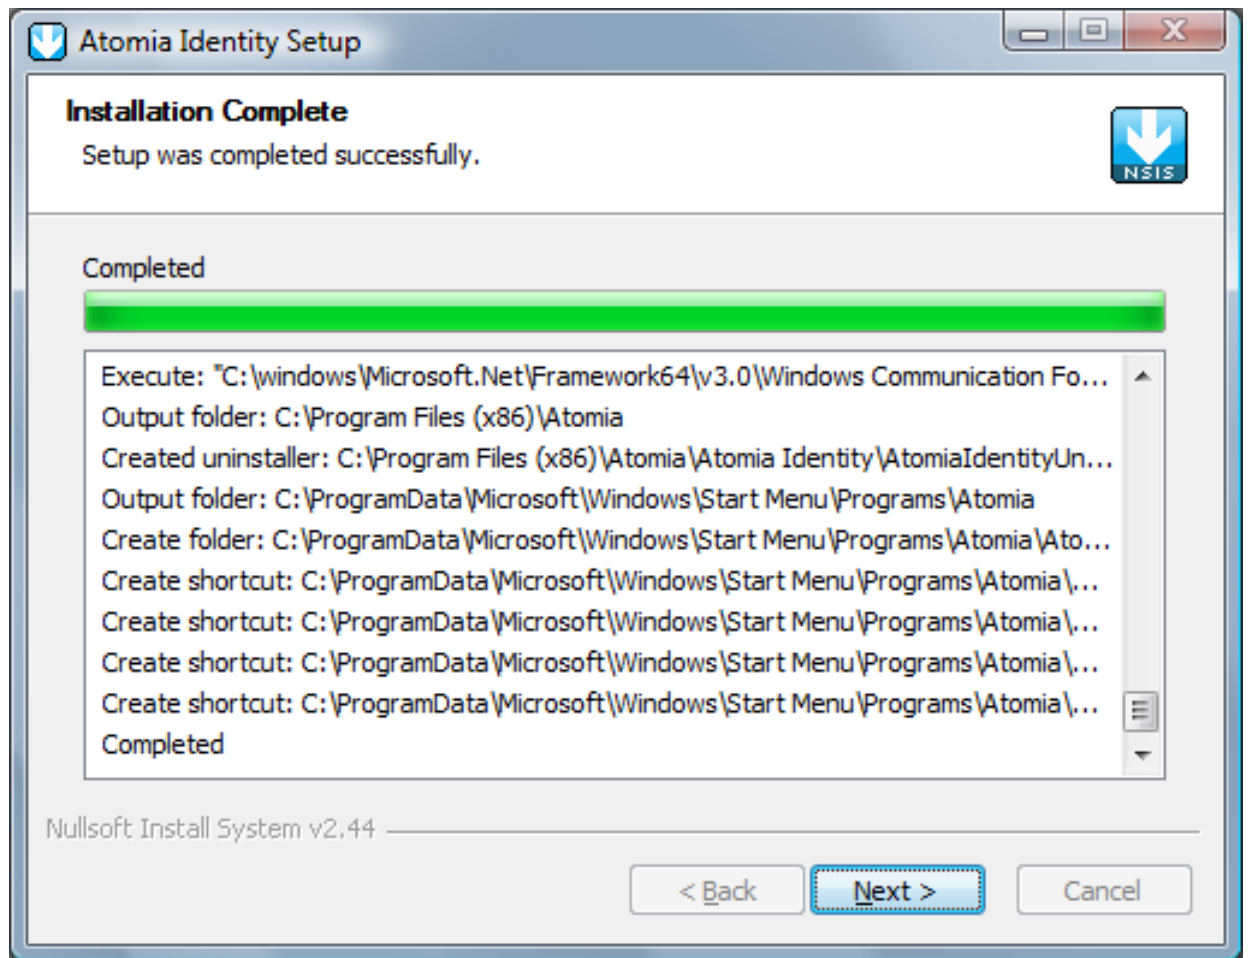 Atomia Identity Setup
Installation Complete
Setup was completed successfully.
NSIS
Completed
Execute: "C:\windows\Microsoft.Net\Framework64\v3.0\Windows Communication Fo...
Output folder: C:\Program Files (x86)\Atomia
Created uninstaller: C:\Program Files (x86)\Atomia\Atomia Identity\AtomiaIdentityUn...
Output folder: C:\ProgramData\Microsoft\Windows\Start Menu\Programs\Atomia
Create folder: C:\ProgramData\Microsoft\Windows\Start Menu\Programs\Atomia\Ato...
Create shortcut: C:\ProgramData\Microsoft\Windows\Start Menu\Programs\Atomia\...
Create shortcut: C:\ProgramData\Microsoft\Windows\Start Menu\Programs\Atomia\...
Create shortcut: C:\ProgramData\Microsoft\Windows\Start Menu\Programs\Atomia\...
Create shortcut: C:\ProgramData\Microsoft\Windows\Start Menu\Programs\Atomia\...
Completed
Nullsoft Install System v2.44
< Back Next > Cancel